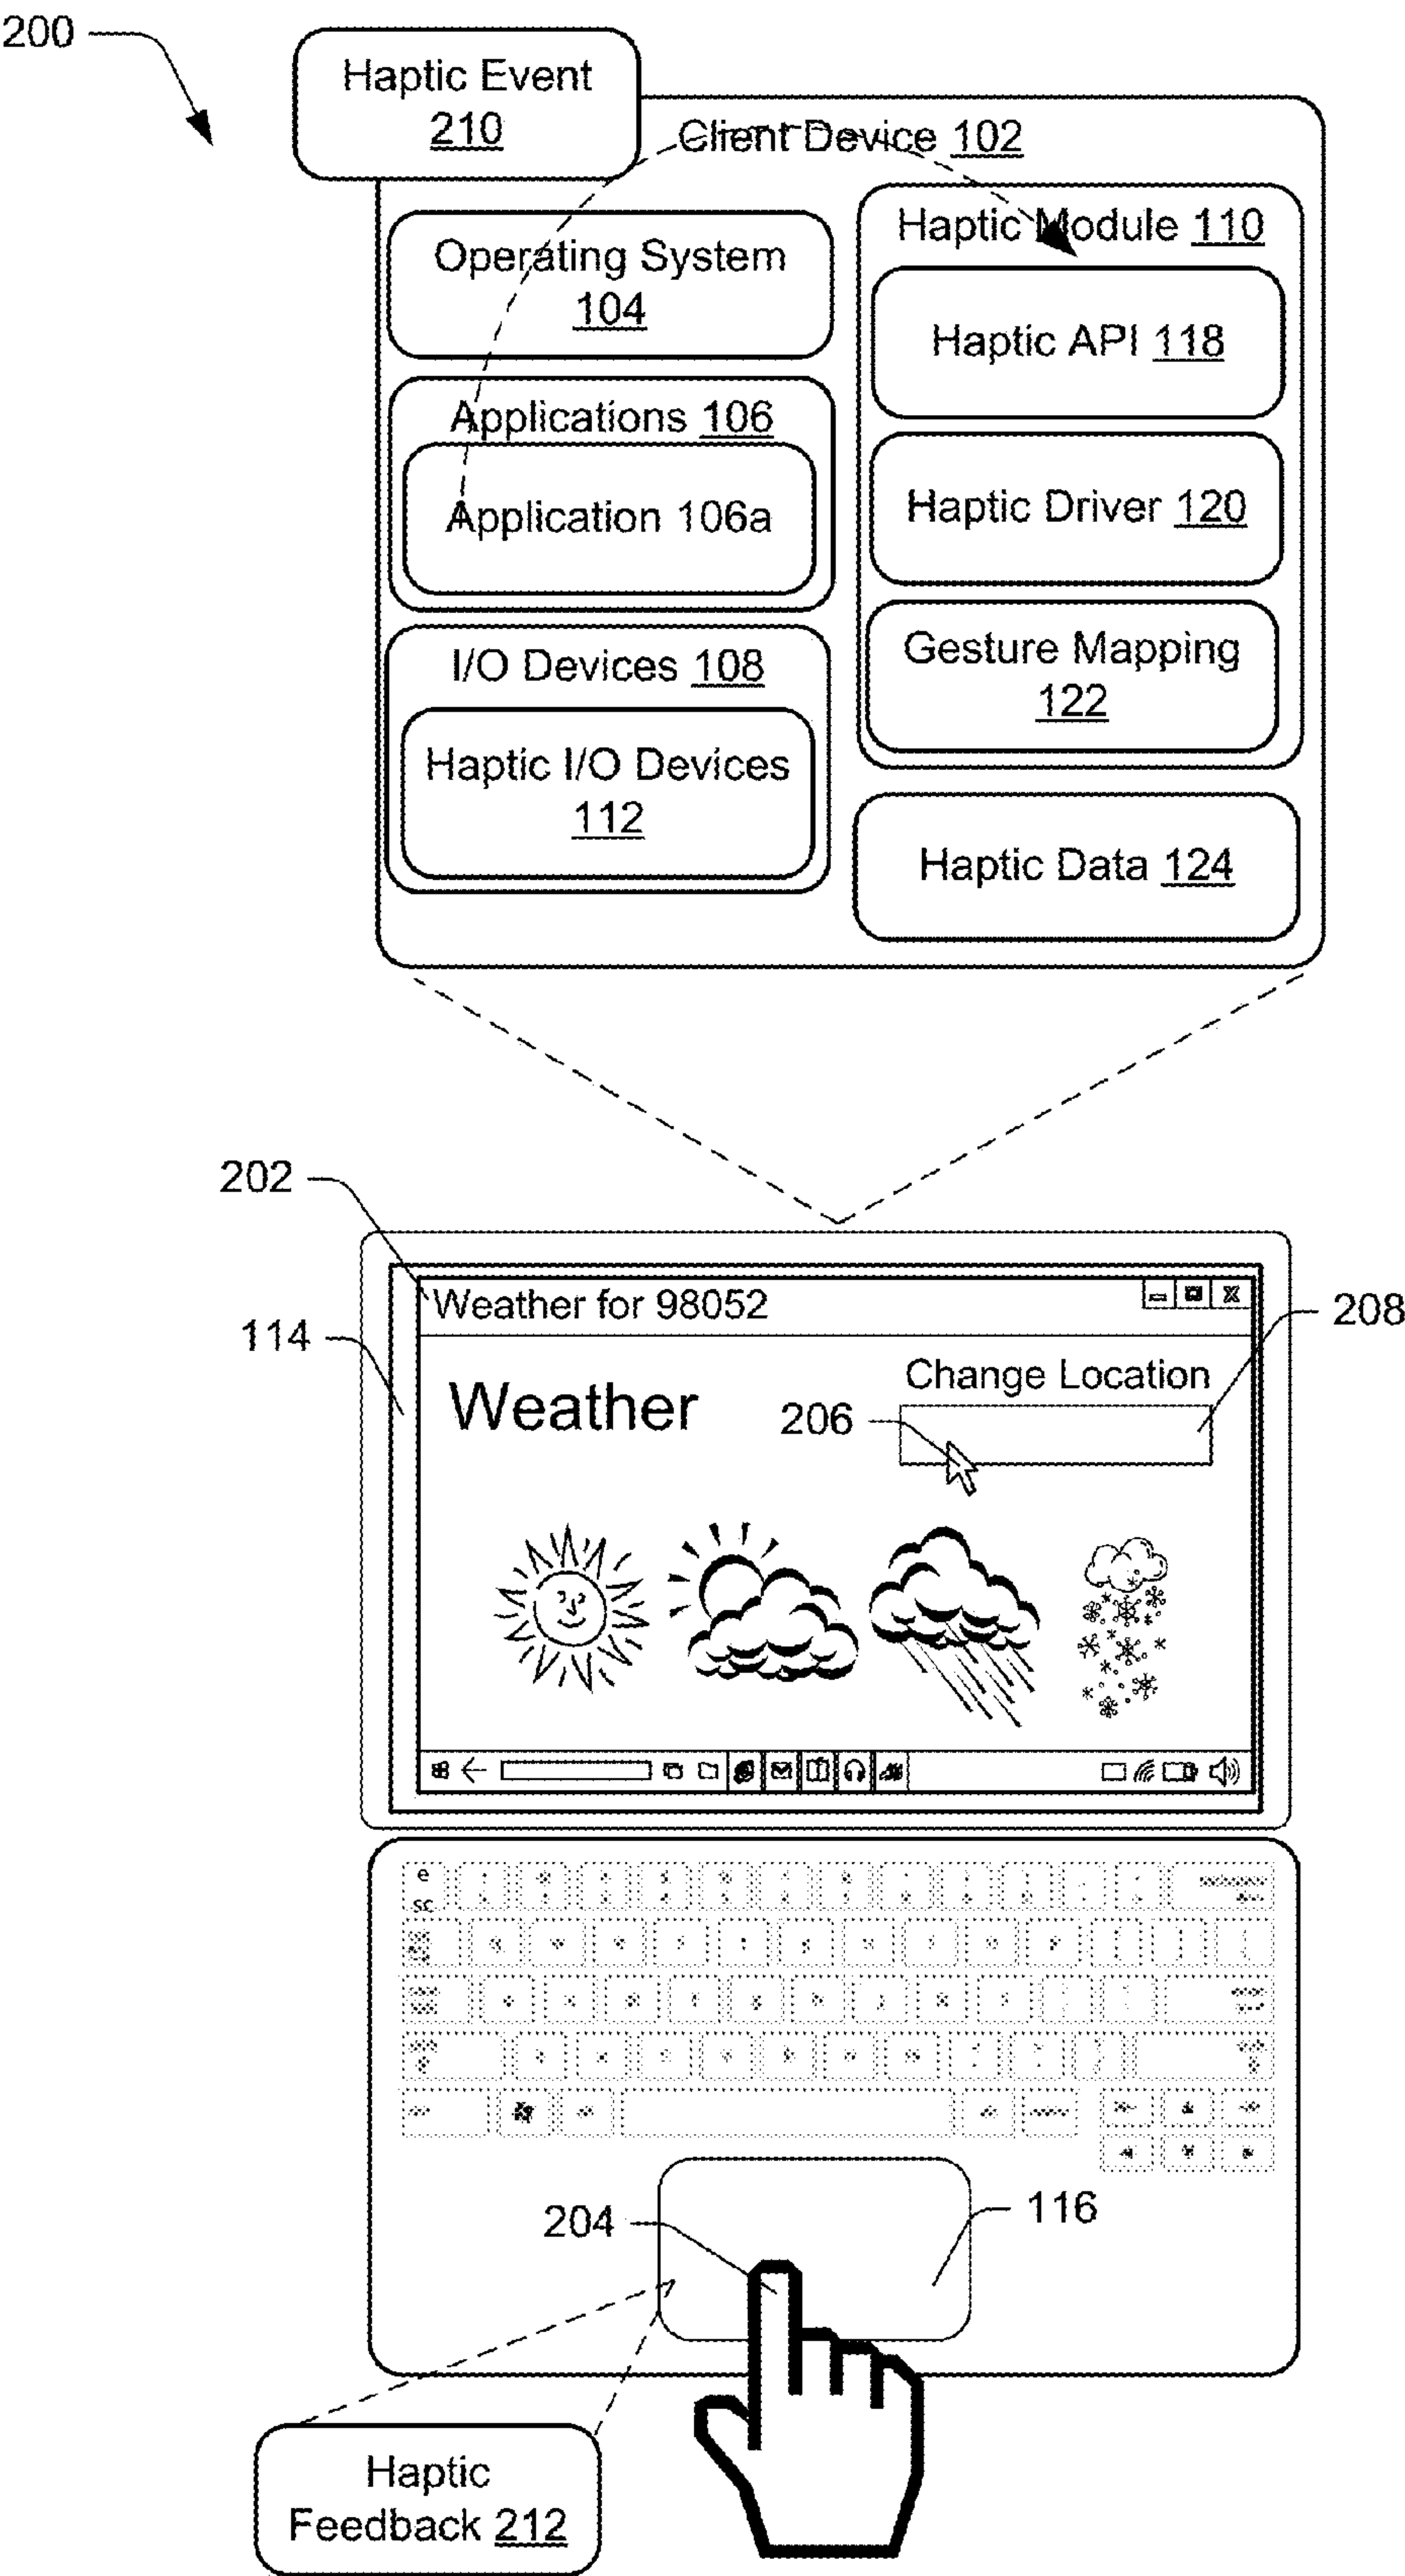 200
Haptic Event
210
Client Device 102
Operating System
104
Applications 106
Application 106a
I/O Devices 108
Haptic I/O Devices
112
Haptic Module 110
Haptic API 118
Haptic Driver 120
Gesture Mapping
122
Haptic Data 124
202
114
Weather for 98052
X
208
Weather
Change Location
206
e
sc
204
116
Haptic
Feedback 212